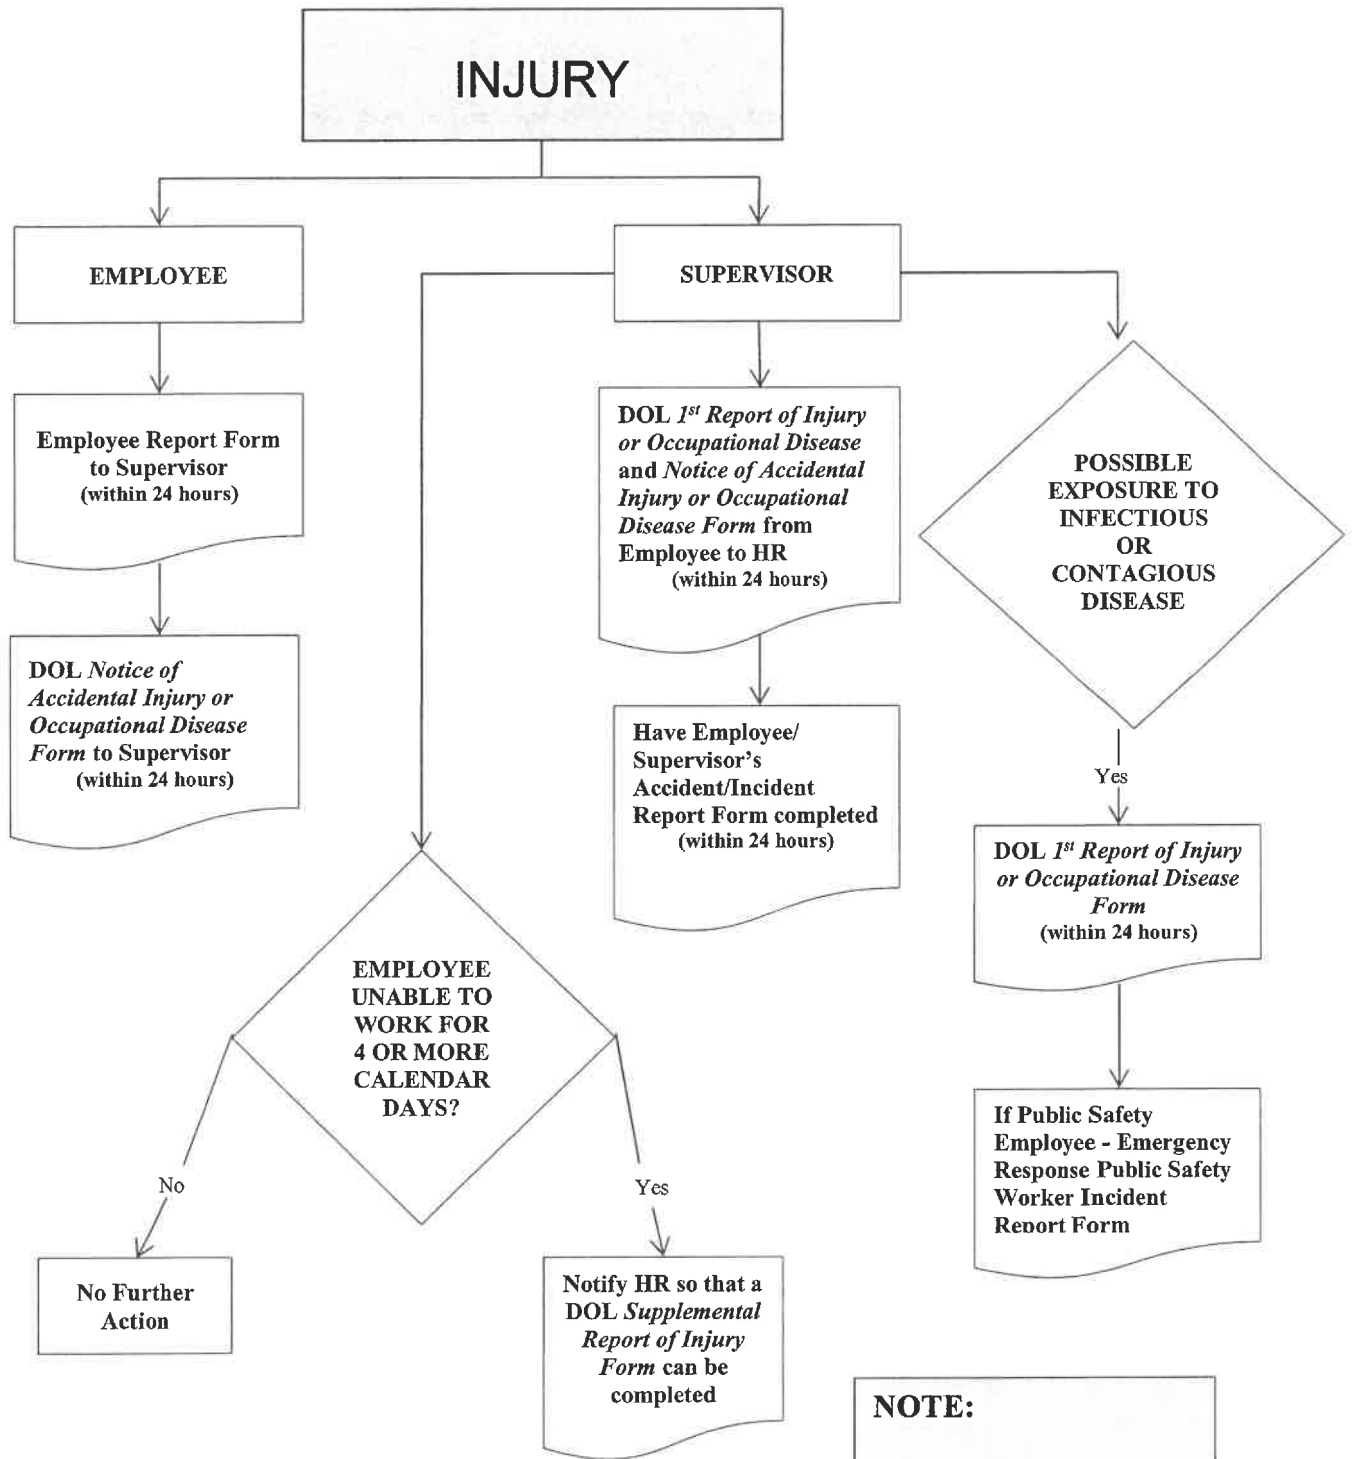 INJURY
EMPLOYEE
SUPERVISOR
Employee Report Form
to Supervisor
(within 24 hours)
DOL Notice of
Accidental Injury or
Occupational Disease
Form to Supervisor
(within 24 hours)
DOL 1st Report of Injury
or Occupational Disease
and Notice of Accidental
Injury or Occupational
Disease Form from
Employee to HR
(within 24 hours)
Have Employee/
Supervisor's
Accident/Incident
Report Form completed
(within 24 hours)
POSSIBLE
EXPOSURE TO
INFECTIOUS
OR
CONTAGIOUS
DISEASE
Yes
DOL 1st Report of Injury
or Occupational Disease
Form
(within 24 hours)
If Public Safety
Employee - Emergency
Response Public Safety
Worker Incident
Report Form
EMPLOYEE
UNABLE TO
WORK FOR
4 OR MORE
CALENDAR
DAYS?
No
Yes
No Further
Action
Notify HR so that a
DOL Supplemental
Report of Injury
Form can be
completed
NOTE: